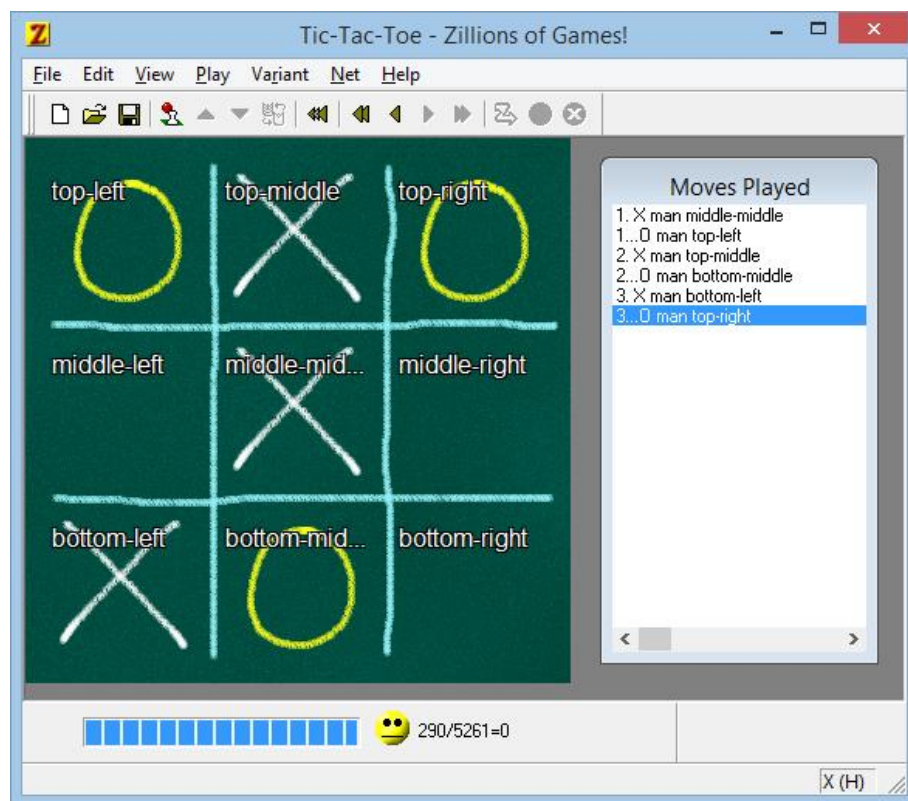 Tic-Tac-Toe - Zillions of Games!
File Edit View Play Variant Net Help
top-left top-middle top-right
middle-left middle-mid... middle-right
bottom-left bottom-mid... bottom-right
Moves Played
1. X man middle-middle
1...O man top-left
2. X man top-middle
2...O man bottom-middle
3. X man bottom-left
3...O man top-right
290/5261=0
X (H)